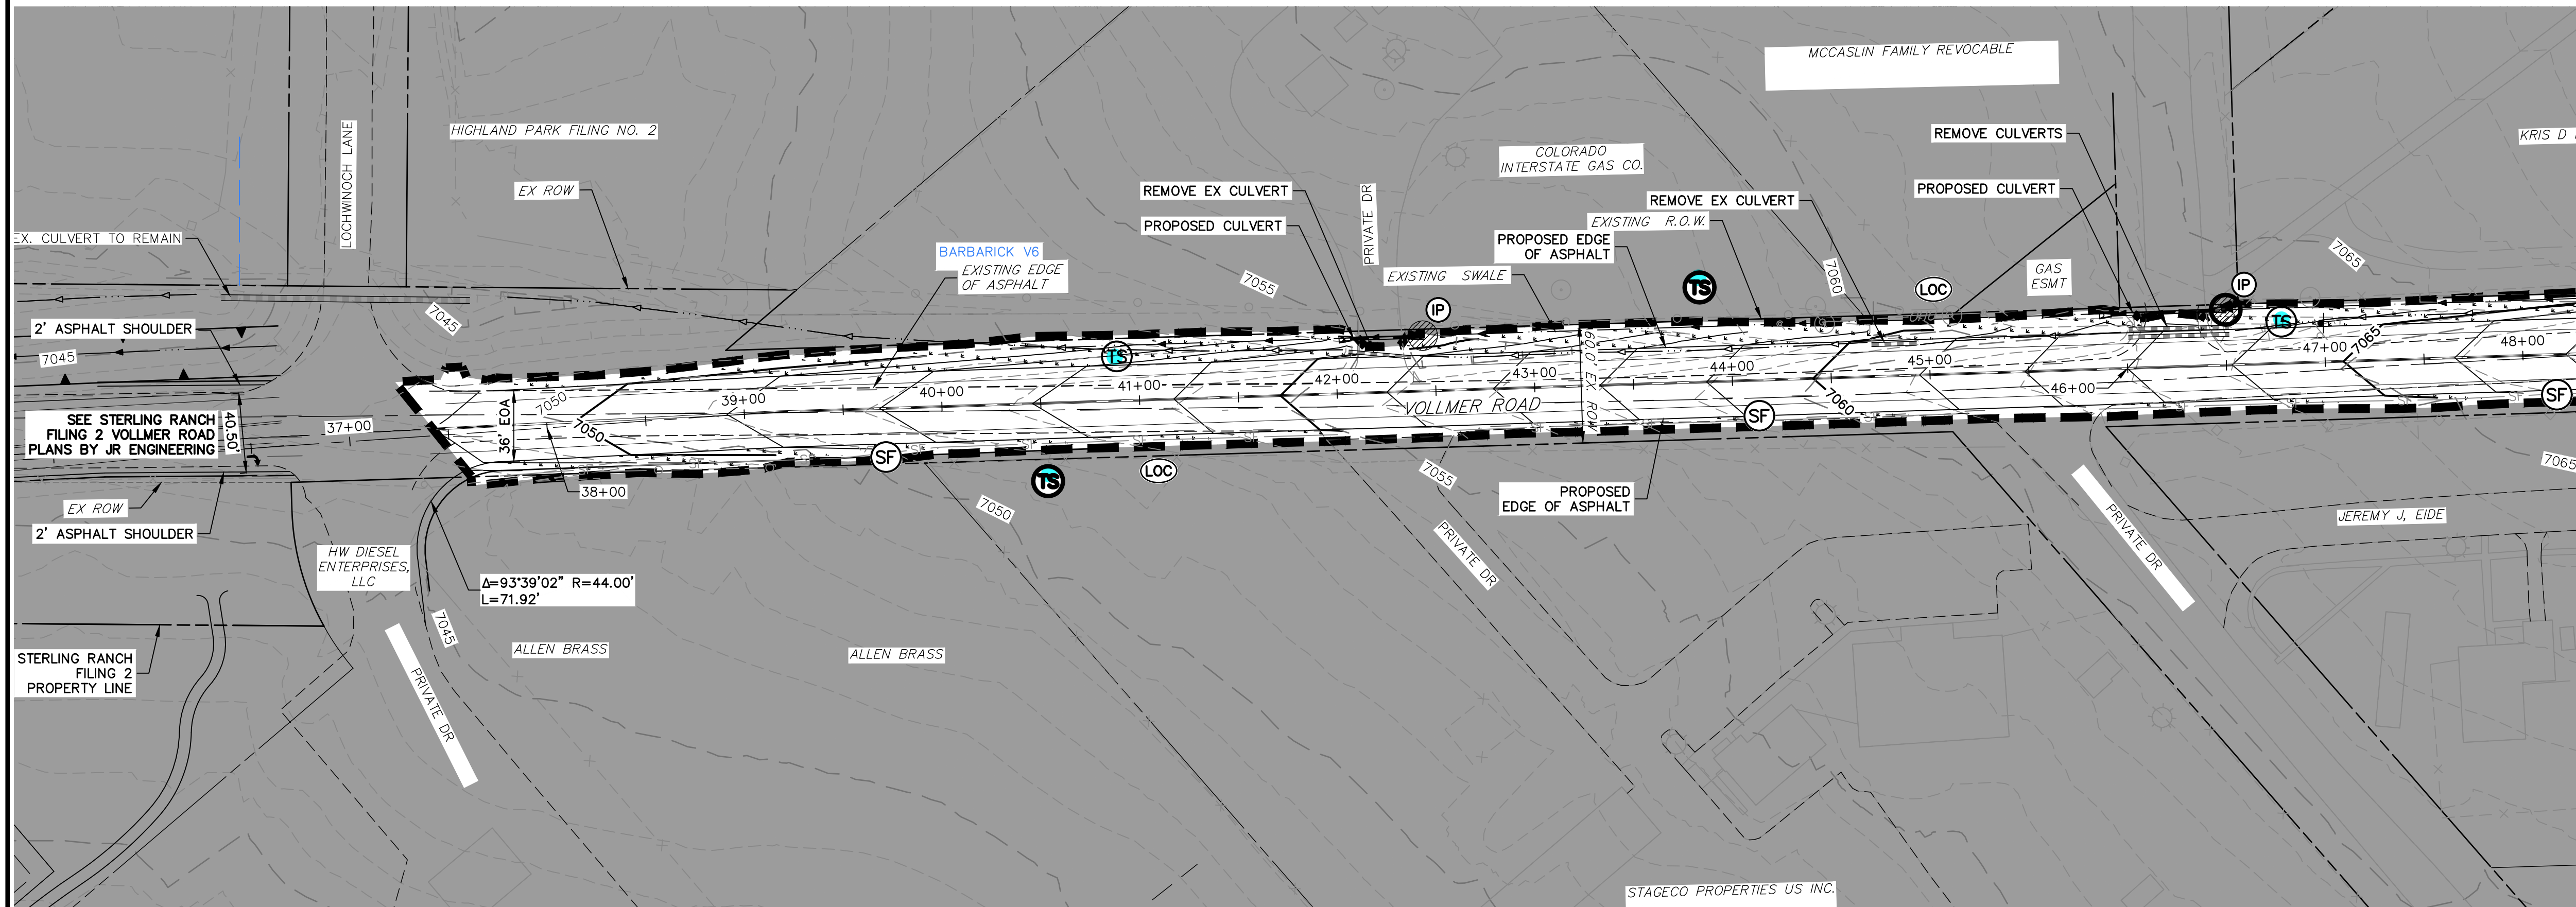 MCCASLIN FAMILY REVOCABLE
HIGHLAND PARK FILING NO. 2
LOCHWINOCH LANE
REMOVE CULVERTS
KRIS D
COLORADO
INTERSTATE GAS CO.
EX ROW
REMOVE EX CULVERT
PRIVATE DR
PROPOSED CULVERT
REMOVE EX CULVERT
EXISTING R.O.W.
PROPOSED CULVERT
EX. CULVERT TO REMAIN
PROPOSED EDGE
OF ASPHALT
BARBARICK V6
EXISTING EDGE
OF ASPHALT
EXISTING SWALE
7055
7060
GAS
ESMT
7065
TS
LOC
IP
IP
TS
7045
2' ASPHALT SHOULDER
7045
TS
39+00
40+00
41+00
42+00
43+00
44+00
45+00
46+00
47+00
48+00
7065
7060
7050
7050
36' EOA
60.0' EX ROW
VOLLMER ROAD
SF
SF
SF
37+00
38+00
40.50'
SEE STERLING RANCH
FILING 2 VOLLMER ROAD
PLANS BY JR ENGINEERING
EX ROW
2' ASPHALT SHOULDER
TS
LOC
7050
7055
7065
PROPOSED
EDGE OF ASPHALT
PRIVATE DR
PRIVATE DR
JEREMY J, EIDE
HW DIESEL
ENTERPRISES,
LLC
Δ=93°39'02" R=44.00'
L=71.92'
7045
ALLEN BRASS
ALLEN BRASS
STERLING RANCH
FILING 2
PROPERTY LINE
PRIVATE DR
STAGECO PROPERTIES US INC.